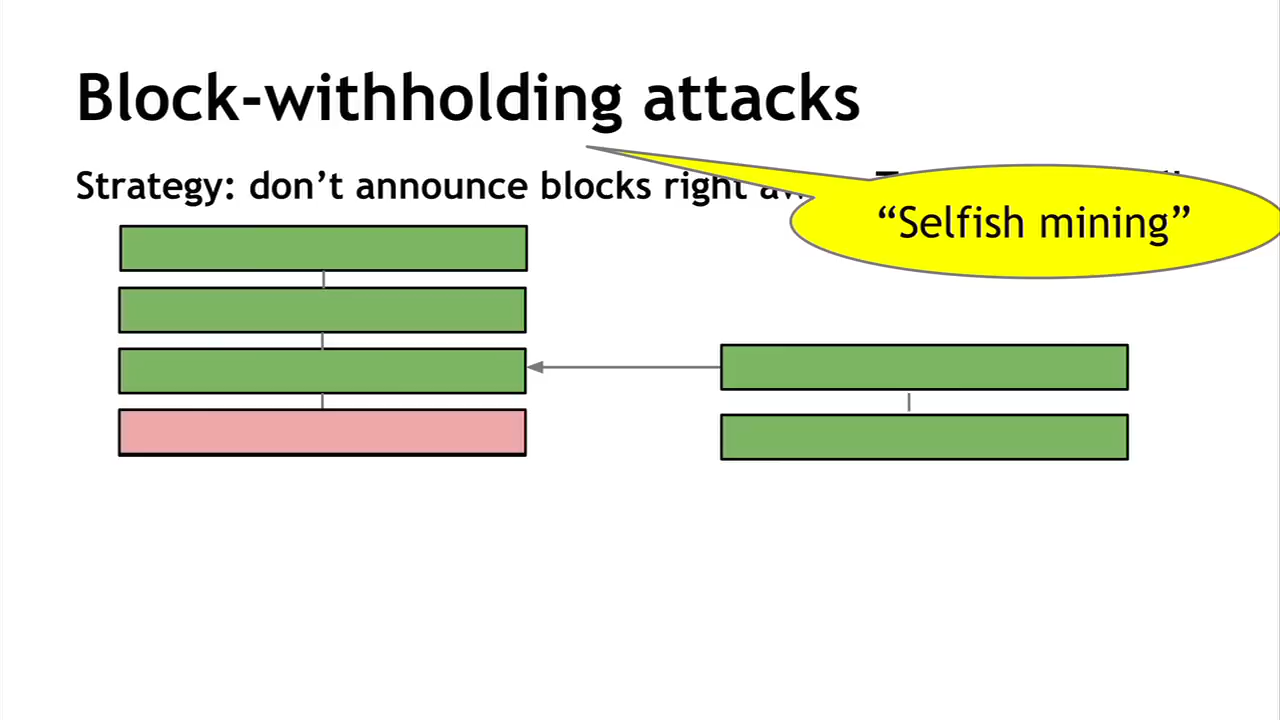 Block-withholding attacks
Strategy: don’t announce blocks right
“Selfish mining”